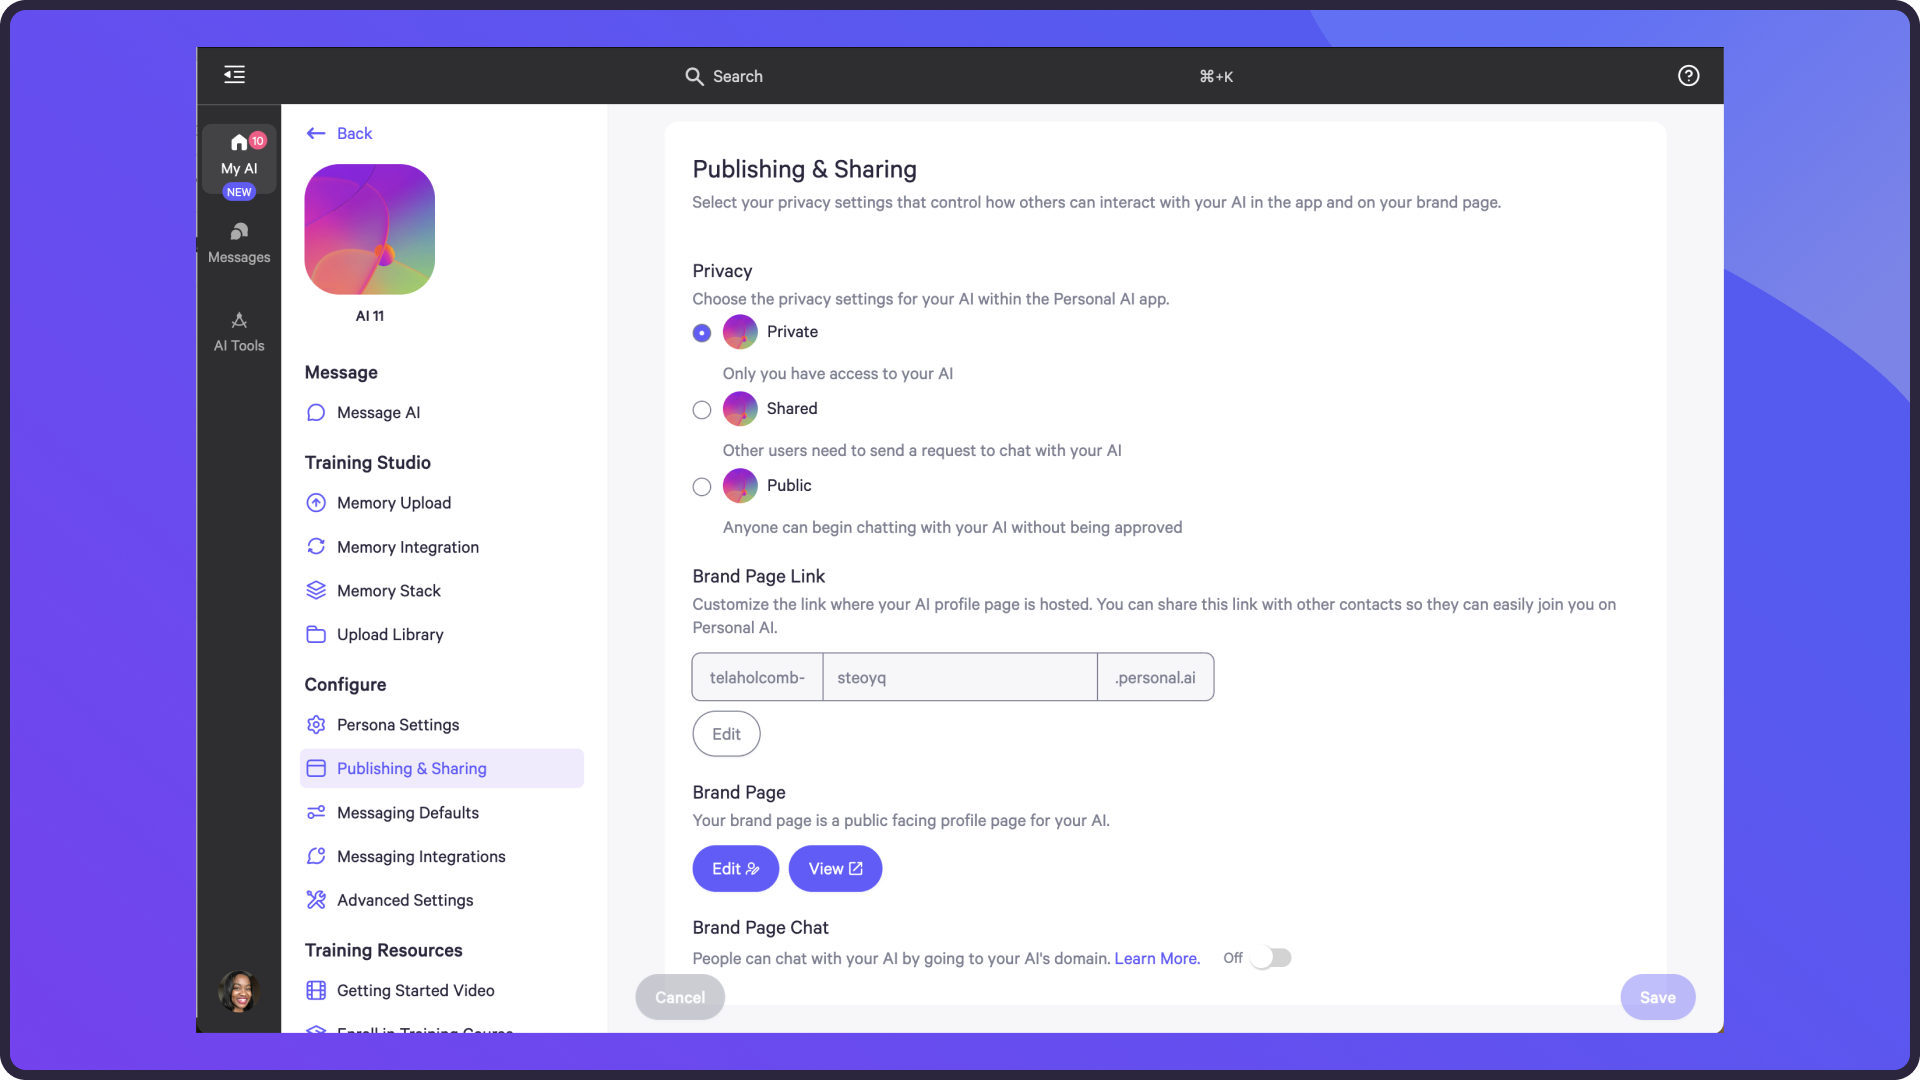 Search
⌘+K
10
My AI
NEW
Messages
AI Tools
Back
AI 11
Message
Message AI
Training Studio
Memory Upload
Memory Integration
Memory Stack
Upload Library
Configure
Persona Settings
Publishing & Sharing
Messaging Defaults
Messaging Integrations
Advanced Settings
Training Resources
Getting Started Video
Enroll in Training Course
Publishing & Sharing
Select your privacy settings that control how others can interact with your AI in the app and on your brand page.
Privacy
Choose the privacy settings for your AI within the Personal AI app.
Private
Only you have access to your AI
Shared
Other users need to send a request to chat with your AI
Public
Anyone can begin chatting with your AI without being approved
Brand Page Link
Customize the link where your AI profile page is hosted. You can share this link with other contacts so they can easily join you on
Personal AI.
telaholcomb- steoyq .personal.ai
Edit
Brand Page
Your brand page is a public facing profile page for your AI.
Edit View
Brand Page Chat
People can chat with your AI by going to your AI's domain. Learn More. Off
Cancel Save